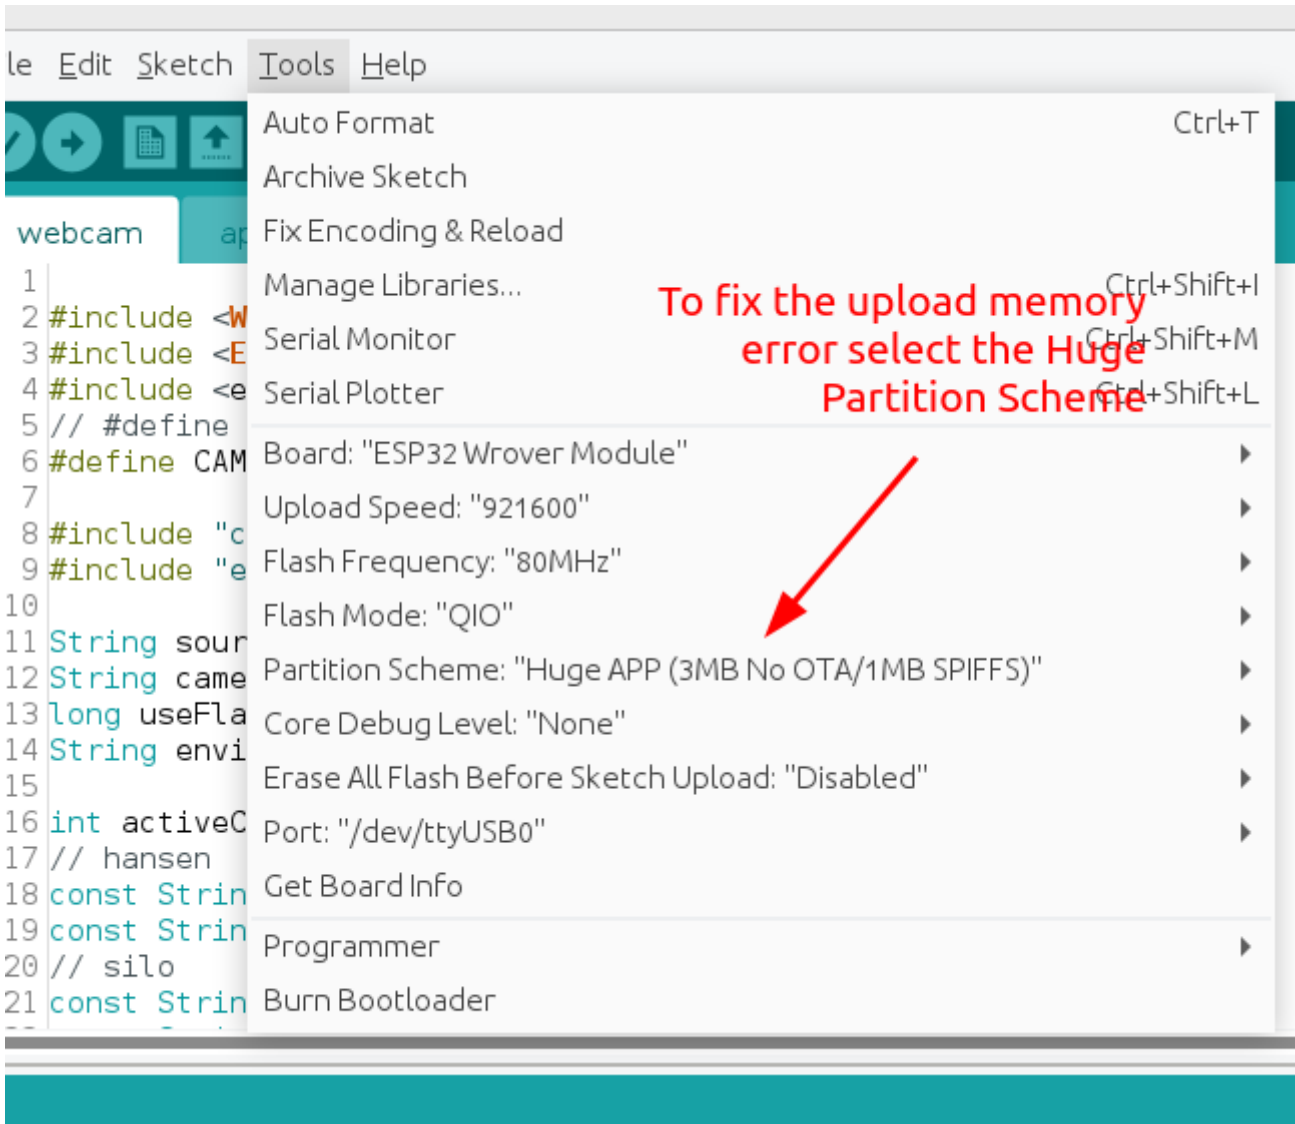 le Edit Sketch Tools Help
Auto Format Ctrl+T
Archive Sketch
webcam ap Fix Encoding & Reload
Manage Libraries... Ctrl+Shift+I
Serial Monitor Ctrl+Shift+M
Serial Plotter Ctrl+Shift+L
To fix the upload memory
error select the Huge
Partition Scheme
Board: "ESP32 Wrover Module"
Upload Speed: "921600"
Flash Frequency: "80MHz"
Flash Mode: "QIO"
Partition Scheme: "Huge APP (3MB No OTA/1MB SPIFFS)"
Core Debug Level: "None"
Erase All Flash Before Sketch Upload: "Disabled"
Port: "/dev/ttyUSB0"
Get Board Info
Programmer
Burn Bootloader
1
2 #include <W
3 #include <E
4 #include <e
5 // #define
6 #define CAM
7
8 #include "c
9 #include "e
10
11 String sour
12 String came
13 long useFla
14 String envi
15
16 int activeC
17 // hansen
18 const Strin
19 const Strin
20 // silo
21 const Strin